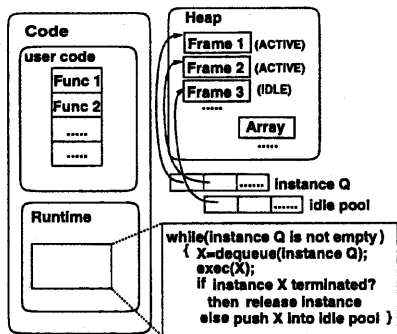 Code
user code
Func 1
Func 2
.....
.....
Runtime
Heap
Frame 1 (ACTIVE)
Frame 2 (ACTIVE)
Frame 3 (IDLE)
.....
Array
.....
...... instance Q
...... idle pool
while(instance Q is not empty)
{ X=dequeue(instance Q);
exec(X);
if instance X terminated?
then release instance
else push X into idle pool }